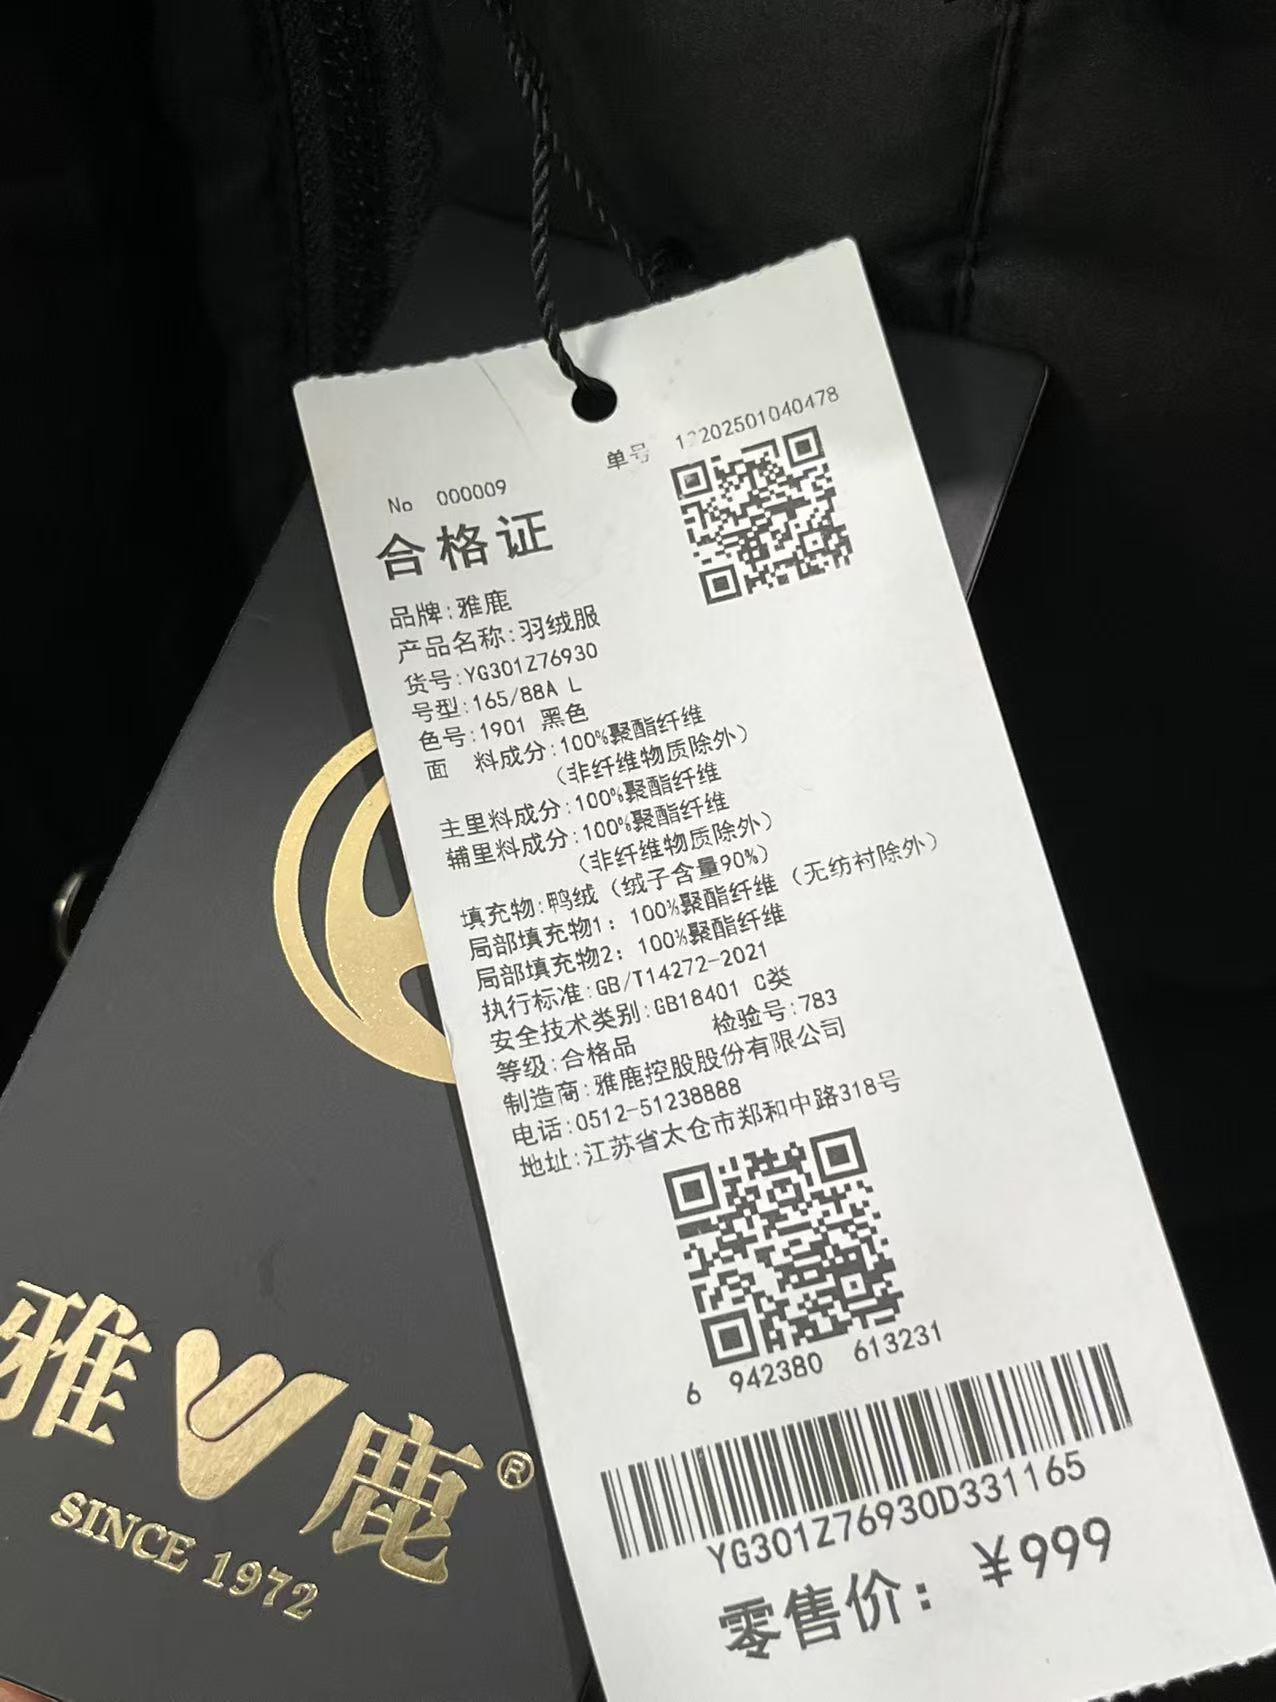 单号 12202501040478
No 000009
合格证
品牌:雅鹿
产品名称:羽绒服
货号:YG301Z76930
号型:165/88A L
色号:1901 黑色
面 料成分:100%聚酯纤维
(非纤维物质除外)
主里料成分:100%聚酯纤维
辅里料成分:100%聚酯纤维
(非纤维物质除外)
填充物:鸭绒(绒子含量90%)
局部填充物1: 100%聚酯纤维(无纺衬除外)
局部填充物2: 100%聚酯纤维
执行标准:GB/T14272-2021
安全技术类别:GB18401 C类
等级:合格品 检验号:783
制造商:雅鹿控股股份有限公司
电话:0512-51238888
地址:江苏省太仓市郑和中路318号
6 942380 613231
YG301Z76930D331165
零售价: ¥999
雅鹿®
SINCE 1972